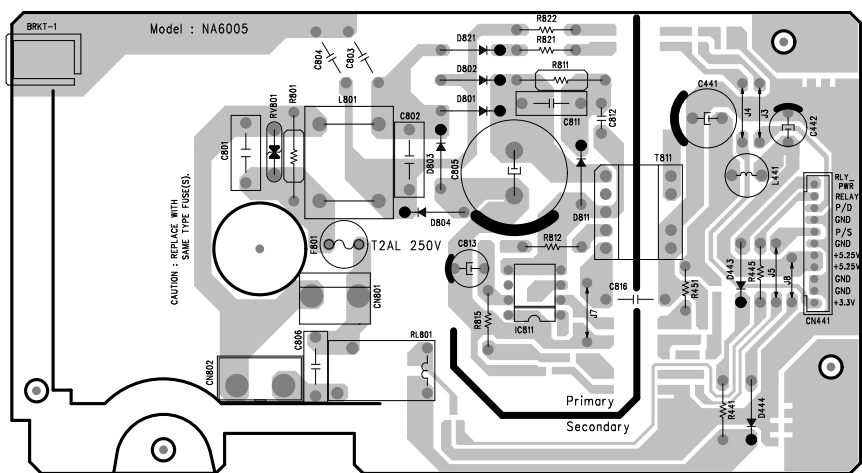 BRKT-1
Model : NA6005
R822
D821
R821
C804
C803
D802
R811
D801
C811
C812
C441
J4
J3
C442
L801
RV801
R801
C801
C802
D803
C805
T811
L441
D811
D804
CAUTION : REPLACE WITH
SAME TYPE FUSE(S).
F801
T2AL 250V
C813
R812
RLY_
PWR
RELAY
P/D
GND
P/S
GND
+5.25V
+5.25V
GND
GND
+3.3V
CN441
D443
R445
J5
J8
R451
CN801
C816
J7
R815
IC811
C806
RL801
CN802
Primary
Secondary
R441
D444